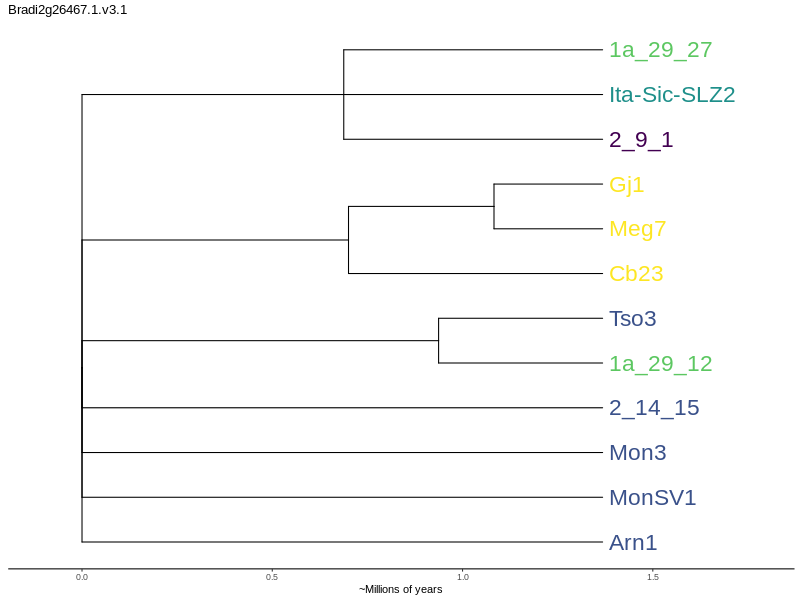 Bradi2g26467.1.v3.1
1a_29_27
Ita-Sic-SLZ2
2_9_1
Gj1
Meg7
Cb23
Tso3
1a_29_12
2_14_15
Mon3
MonSV1
Arn1
0.0 0.5 1.0 1.5
~Millions of years